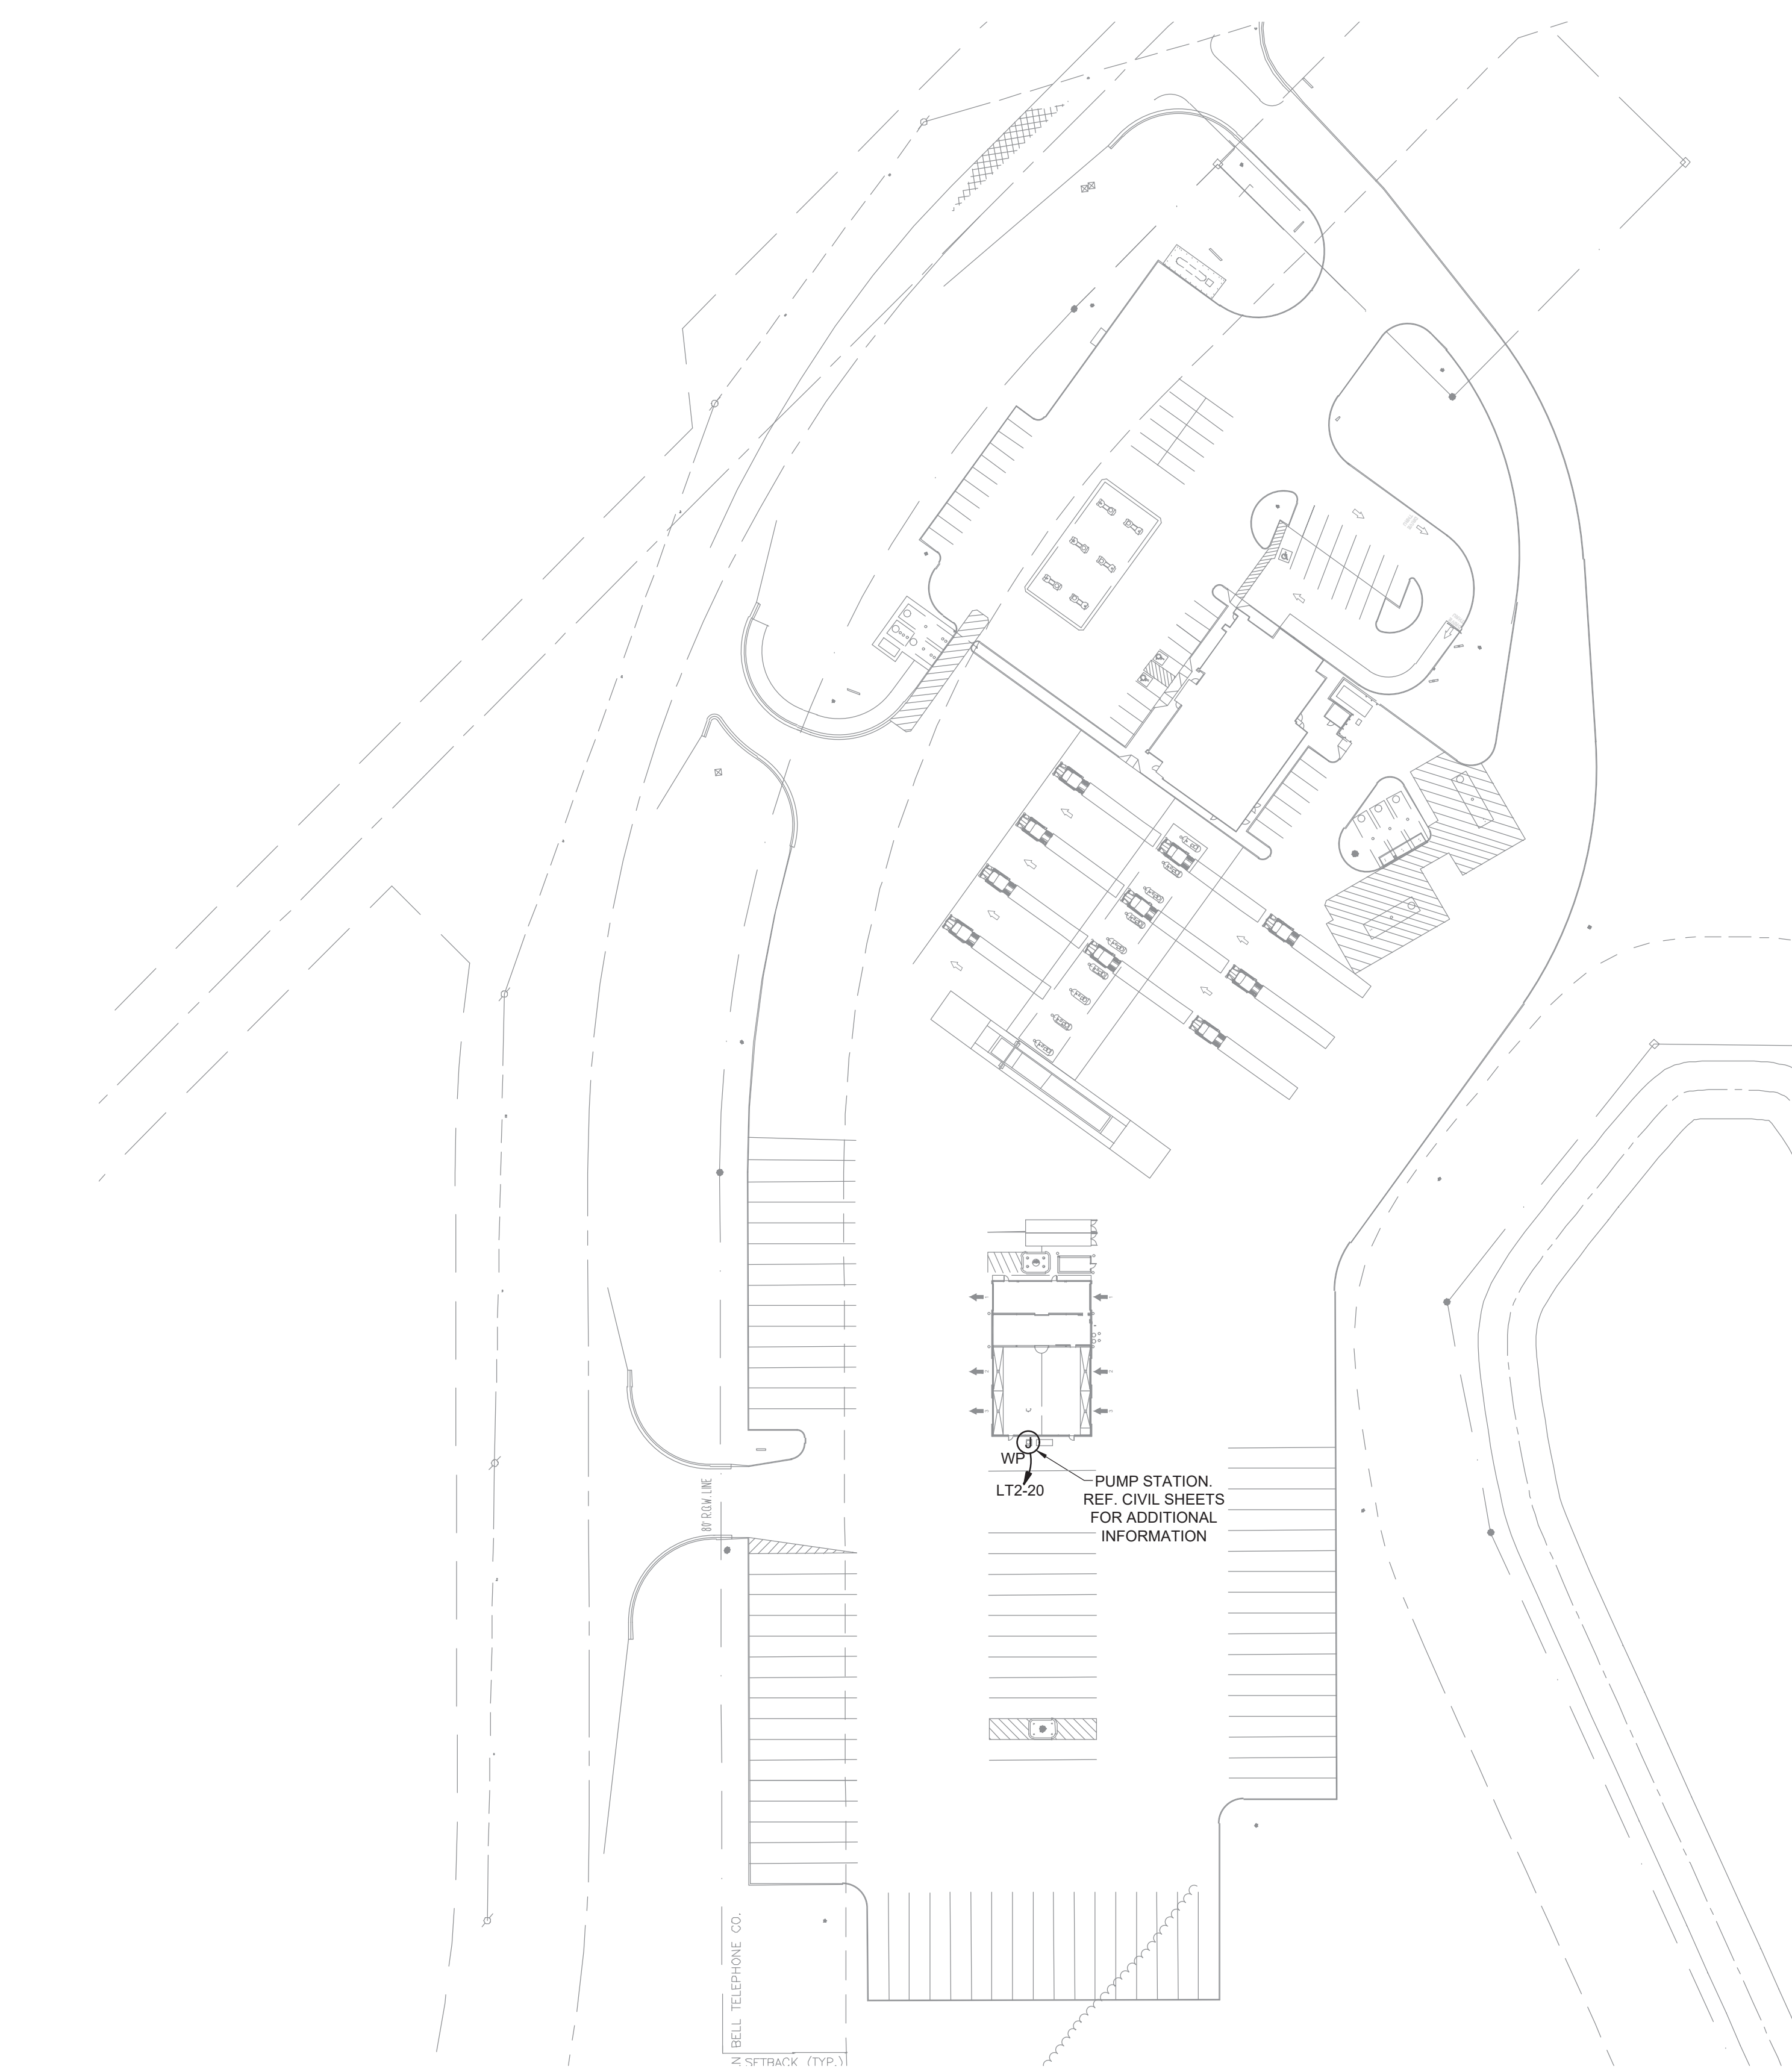 J
WP
LT2-20
PUMP STATION.
REF. CIVIL SHEETS
FOR ADDITIONAL
INFORMATION
80' R.O.W. LINE
N BELL TELEPHONE CO.
SETBACK (TYP.)